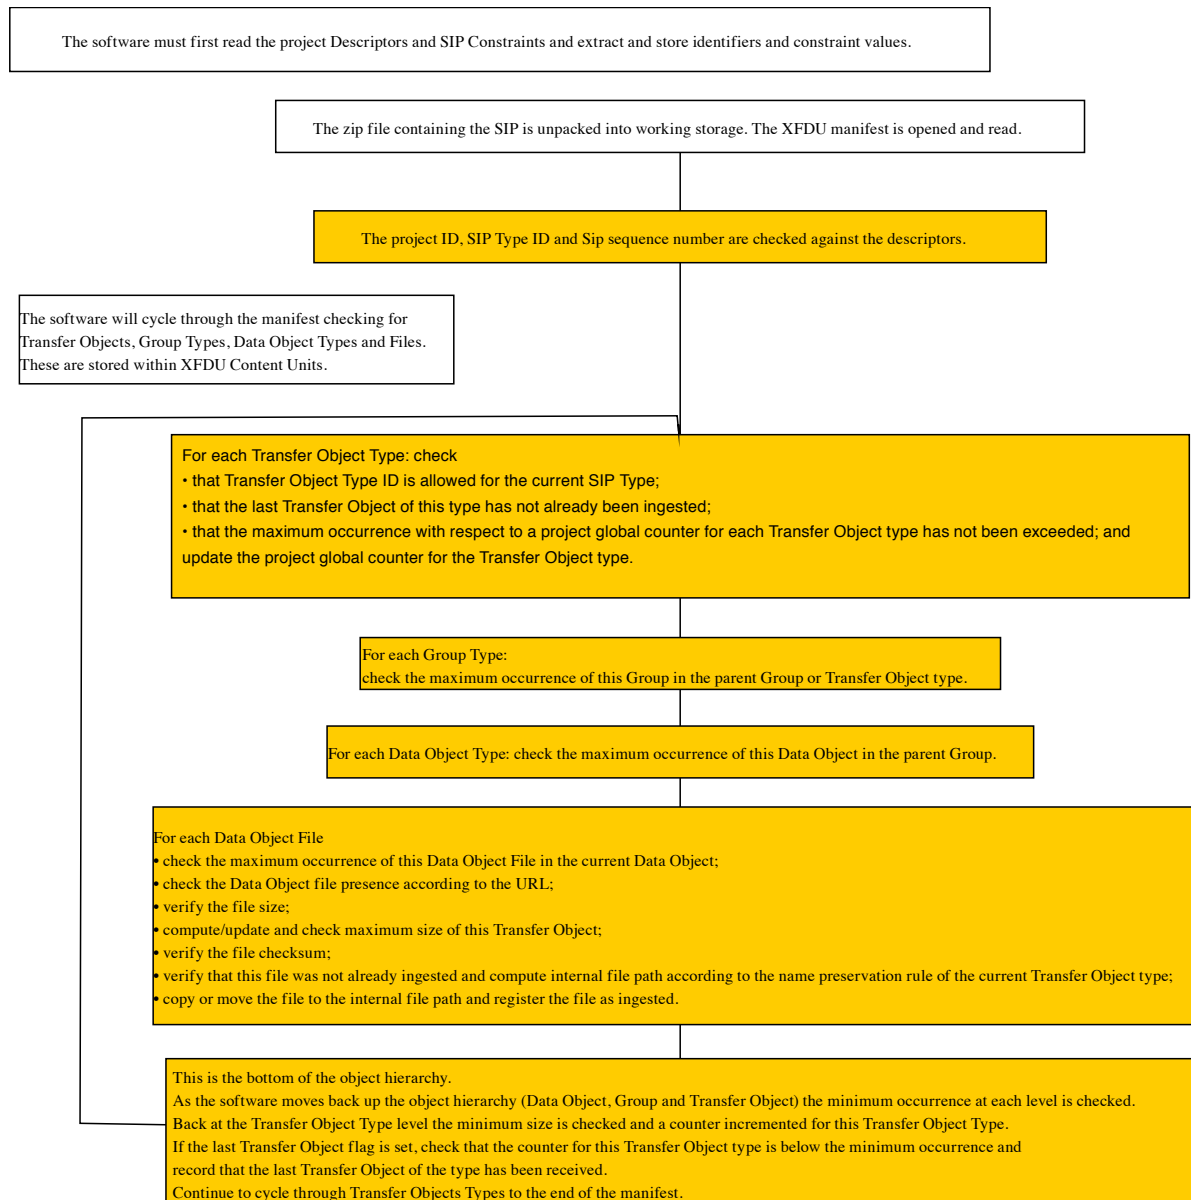 The software must first read the project Descriptors and SIP Constraints and extract and store identifiers and constraint values.
The zip file containing the SIP is unpacked into working storage. The XFDU manifest is opened and read.
The project ID, SIP Type ID and Sip sequence number are checked against the descriptors.
The software will cycle through the manifest checking for
Transfer Objects, Group Types, Data Object Types and Files.
These are stored within XFDU Content Units.
For each Transfer Object Type: check
• that Transfer Object Type ID is allowed for the current SIP Type;
• that the last Transfer Object of this type has not already been ingested;
• that the maximum occurrence with respect to a project global counter for each Transfer Object type has not been exceeded; and
update the project global counter for the Transfer Object type.
For each Group Type:
check the maximum occurrence of this Group in the parent Group or Transfer Object type.
For each Data Object Type: check the maximum occurrence of this Data Object in the parent Group.
For each Data Object File
• check the maximum occurrence of this Data Object File in the current Data Object;
• check the Data Object file presence according to the URL;
• verify the file size;
• compute/update and check maximum size of this Transfer Object;
• verify the file checksum;
• verify that this file was not already ingested and compute internal file path according to the name preservation rule of the current Transfer Object type;
• copy or move the file to the internal file path and register the file as ingested.
This is the bottom of the object hierarchy.
As the software moves back up the object hierarchy (Data Object, Group and Transfer Object) the minimum occurrence at each level is checked.
Back at the Transfer Object Type level the minimum size is checked and a counter incremented for this Transfer Object Type.
If the last Transfer Object flag is set, check that the counter for this Transfer Object type is below the minimum occurrence and
record that the last Transfer Object of the type has been received.
Continue to cycle through Transfer Objects Types to the end of the manifest.